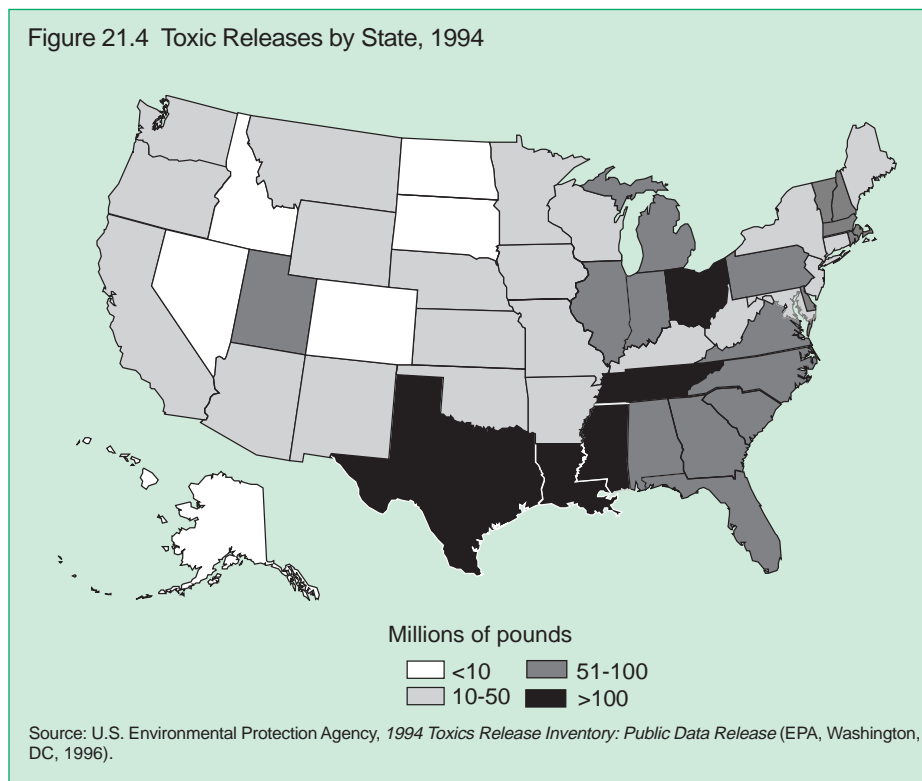 Figure 21.4 Toxic Releases by State, 1994
Millions of pounds
<10
51-100
10-50
>100
Source: U.S. Environmental Protection Agency, 1994 Toxics Release Inventory: Public Data Release (EPA, Washington,
DC, 1996).